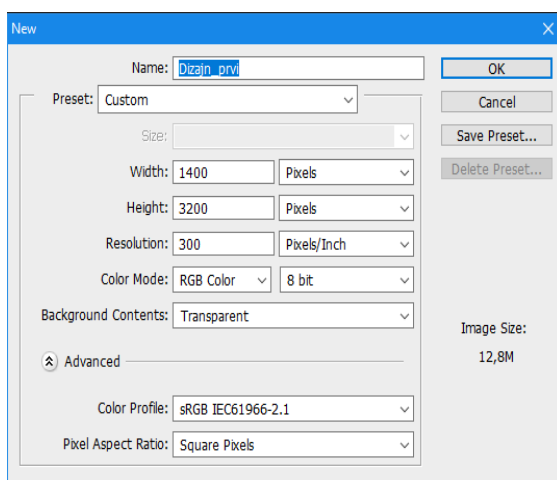 New
Name: Dizajn_prvi
OK
Preset: Custom
Cancel
Size:
Save Preset...
Width: 1400 Pixels
Delete Preset...
Height: 3200 Pixels
Resolution: 300 Pixels/Inch
Color Mode: RGB Color 8 bit
Background Contents: Transparent
Image Size:
12,8M
Advanced
Color Profile: sRGB IEC61966-2.1
Pixel Aspect Ratio: Square Pixels